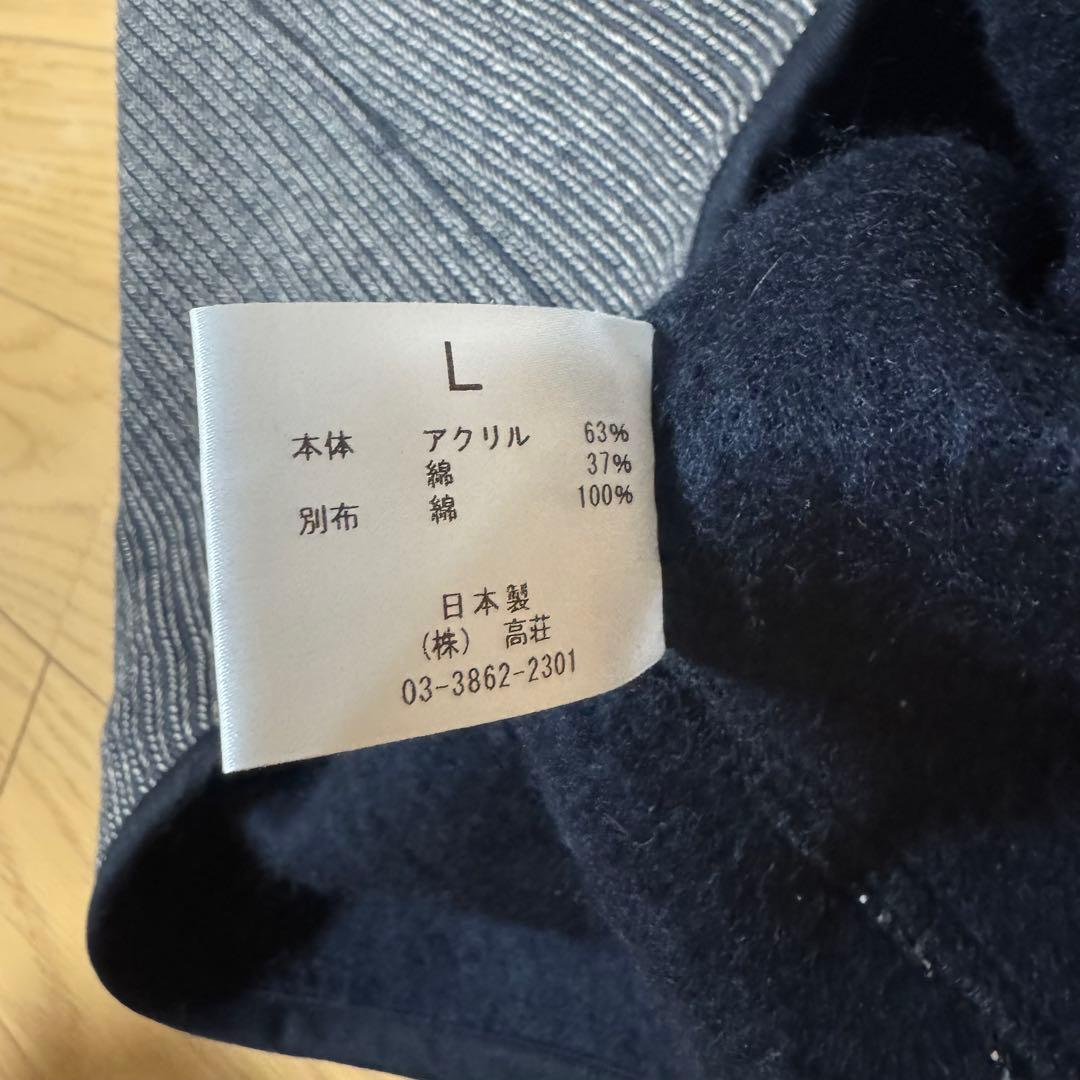 L
本体 アクリル 63%
綿 37%
別布 綿 100%
日本製
(株) 高荘
03-3862-2301